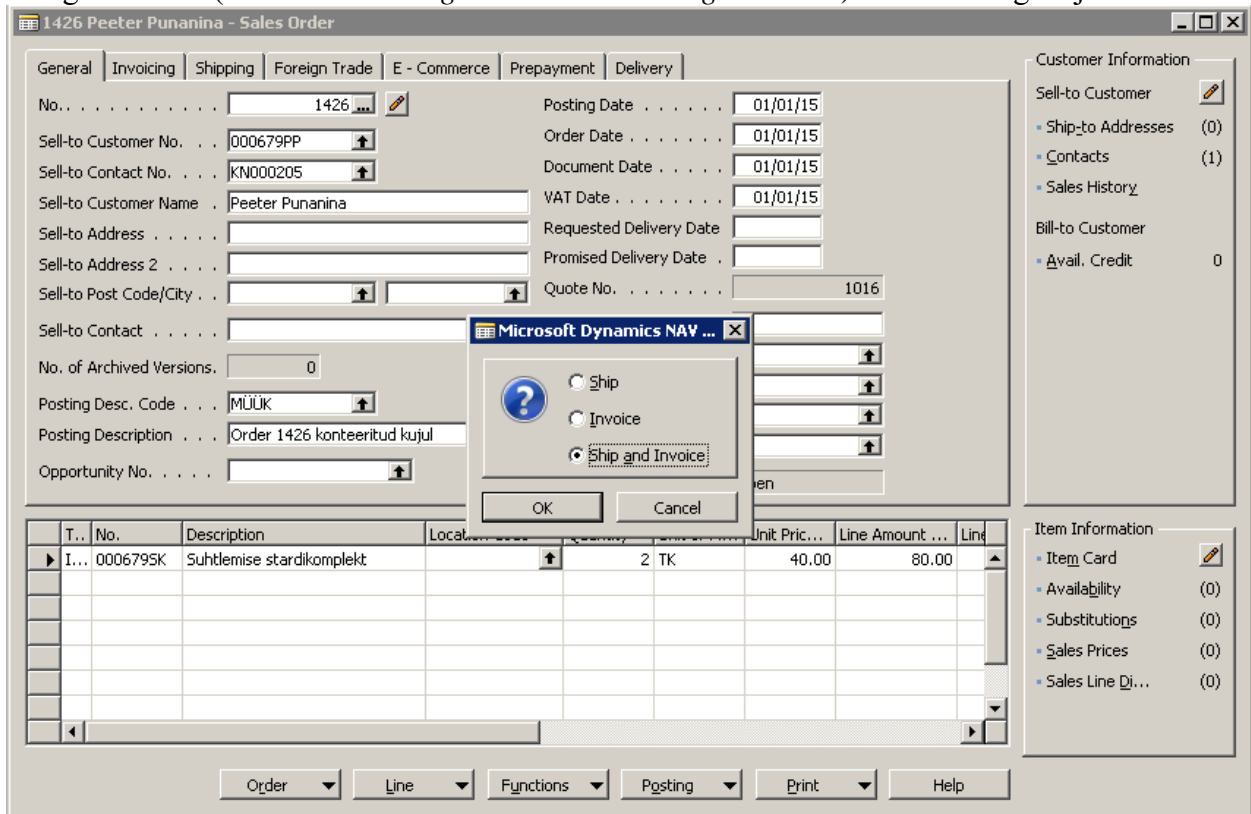 1426 Peeter Punanina - Sales Order
General Invoicing Shipping Foreign Trade E - Commerce Prepayment Delivery
No. . . . . . . . . . . . 1426 ...
Sell-to Customer No. . . 000679PP
Sell-to Contact No. . . . KN000205
Sell-to Customer Name . Peeter Punanina
Sell-to Address . . . . .
Sell-to Address 2 . . . .
Sell-to Post Code/City . .
Sell-to Contact . . . . .
No. of Archived Versions. 0
Posting Desc. Code . . . MÜÜK
Posting Description . . . Order 1426 konteeritud kujul
Opportunity No. . . . . .
Posting Date . . . . . . 01/01/15
Order Date . . . . . . . 01/01/15
Document Date . . . . . 01/01/15
VAT Date . . . . . . . . 01/01/15
Requested Delivery Date
Promised Delivery Date .
Quote No. . . . . . . . 1016
Microsoft Dynamics NAV ...
Ship
Invoice
Ship and Invoice
OK Cancel
Customer Information
Sell-to Customer
Ship-to Addresses (0)
Contacts (1)
Sales History
Bill-to Customer
Avail. Credit 0
T.. No. Description Unit Pric... Line Amount ...
I... 000679SK Suhtlemise stardikomplekt 2 TK 40.00 80.00
Item Information
Item Card
Availability (0)
Substitutions (0)
Sales Prices (0)
Sales Line Di... (0)
Order Line Functions Posting Print Help